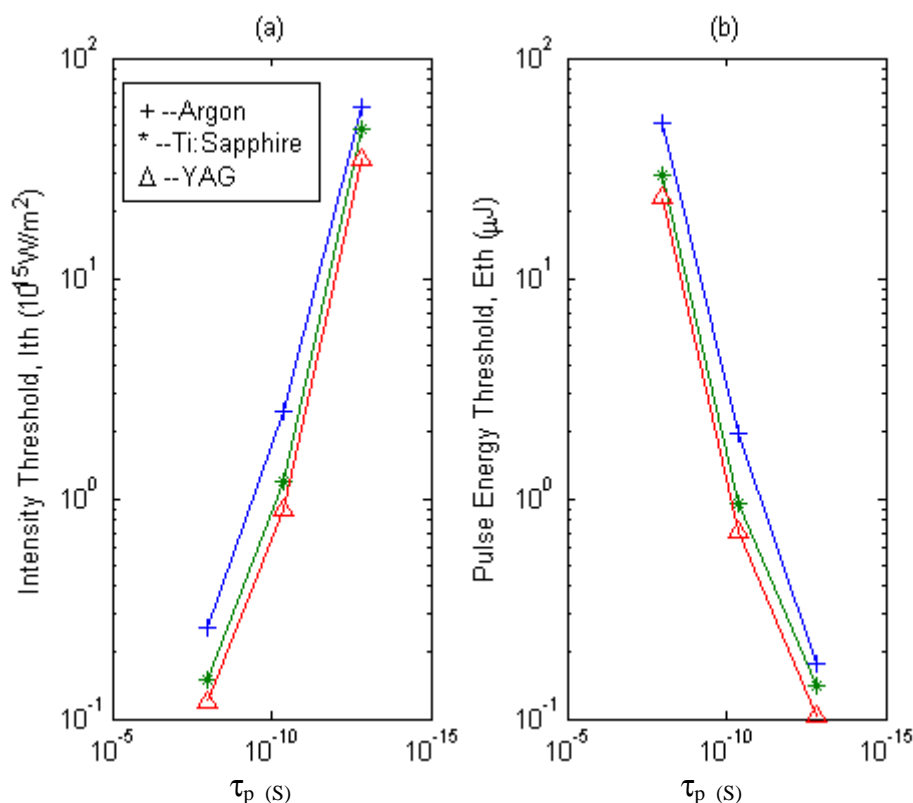 (a)
Intensity Threshold, Ith (10^15 W/m^2)
10^2
10^1
10^0
10^-1
+ --Argon
* --Ti:Sapphire
Δ --YAG
10^-5
10^-10
10^-15
τp (S)
(b)
Pulse Energy Threshold, Eth (μJ)
10^2
10^1
10^0
10^-1
10^-5
10^-10
10^-15
τp (S)